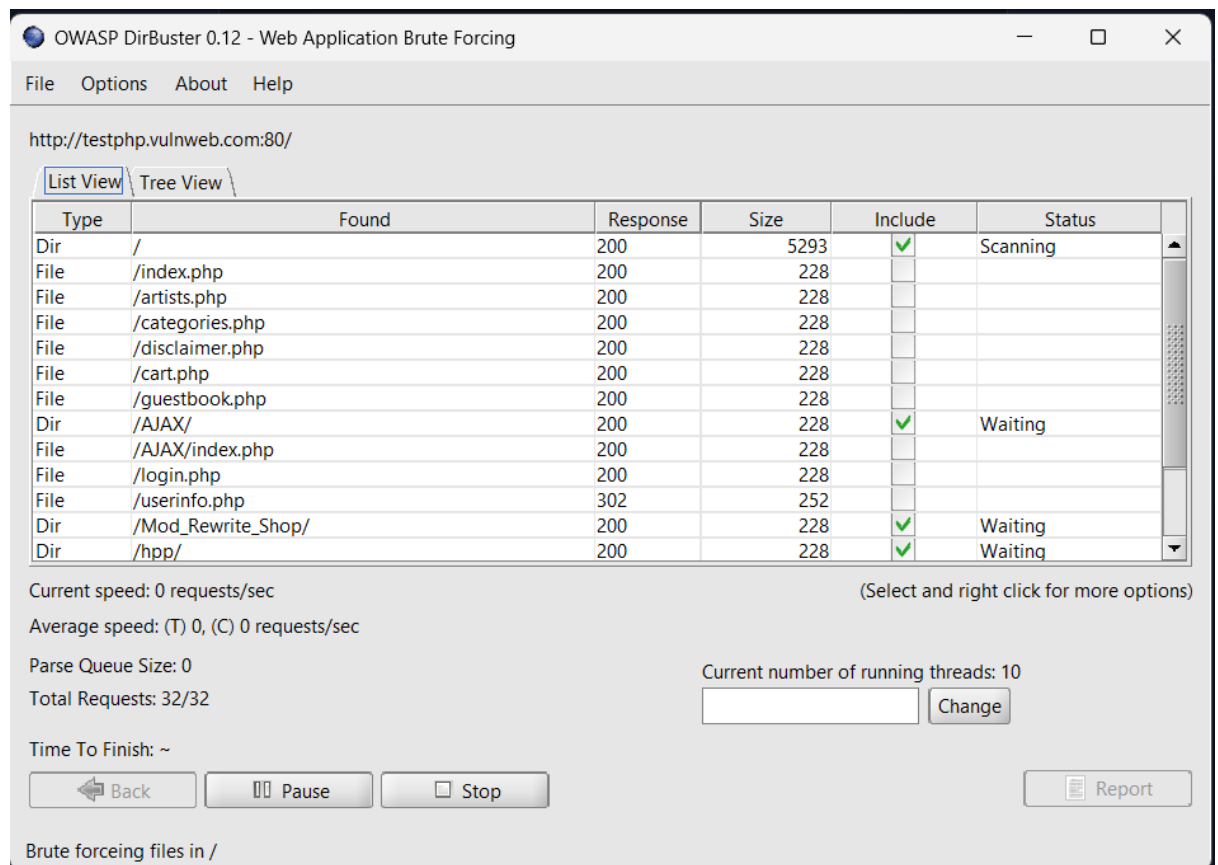 OWASP DirBuster 0.12 - Web Application Brute Forcing
File Options About Help
http://testphp.vulnweb.com:80/
List View Tree View
Type Found Response Size Include Status
Dir / 200 5293 Scanning
File /index.php 200 228
File /artists.php 200 228
File /categories.php 200 228
File /disclaimer.php 200 228
File /cart.php 200 228
File /guestbook.php 200 228
Dir /AJAX/ 200 228 Waiting
File /AJAX/index.php 200 228
File /login.php 200 228
File /userinfo.php 302 252
Dir /Mod_Rewrite_Shop/ 200 228 Waiting
Dir /hpp/ 200 228 Waiting
Current speed: 0 requests/sec (Select and right click for more options)
Average speed: (T) 0, (C) 0 requests/sec
Parse Queue Size: 0 Current number of running threads: 10
Total Requests: 32/32 Change
Time To Finish: ~
Back Pause Stop Report
Brute forceing files in /